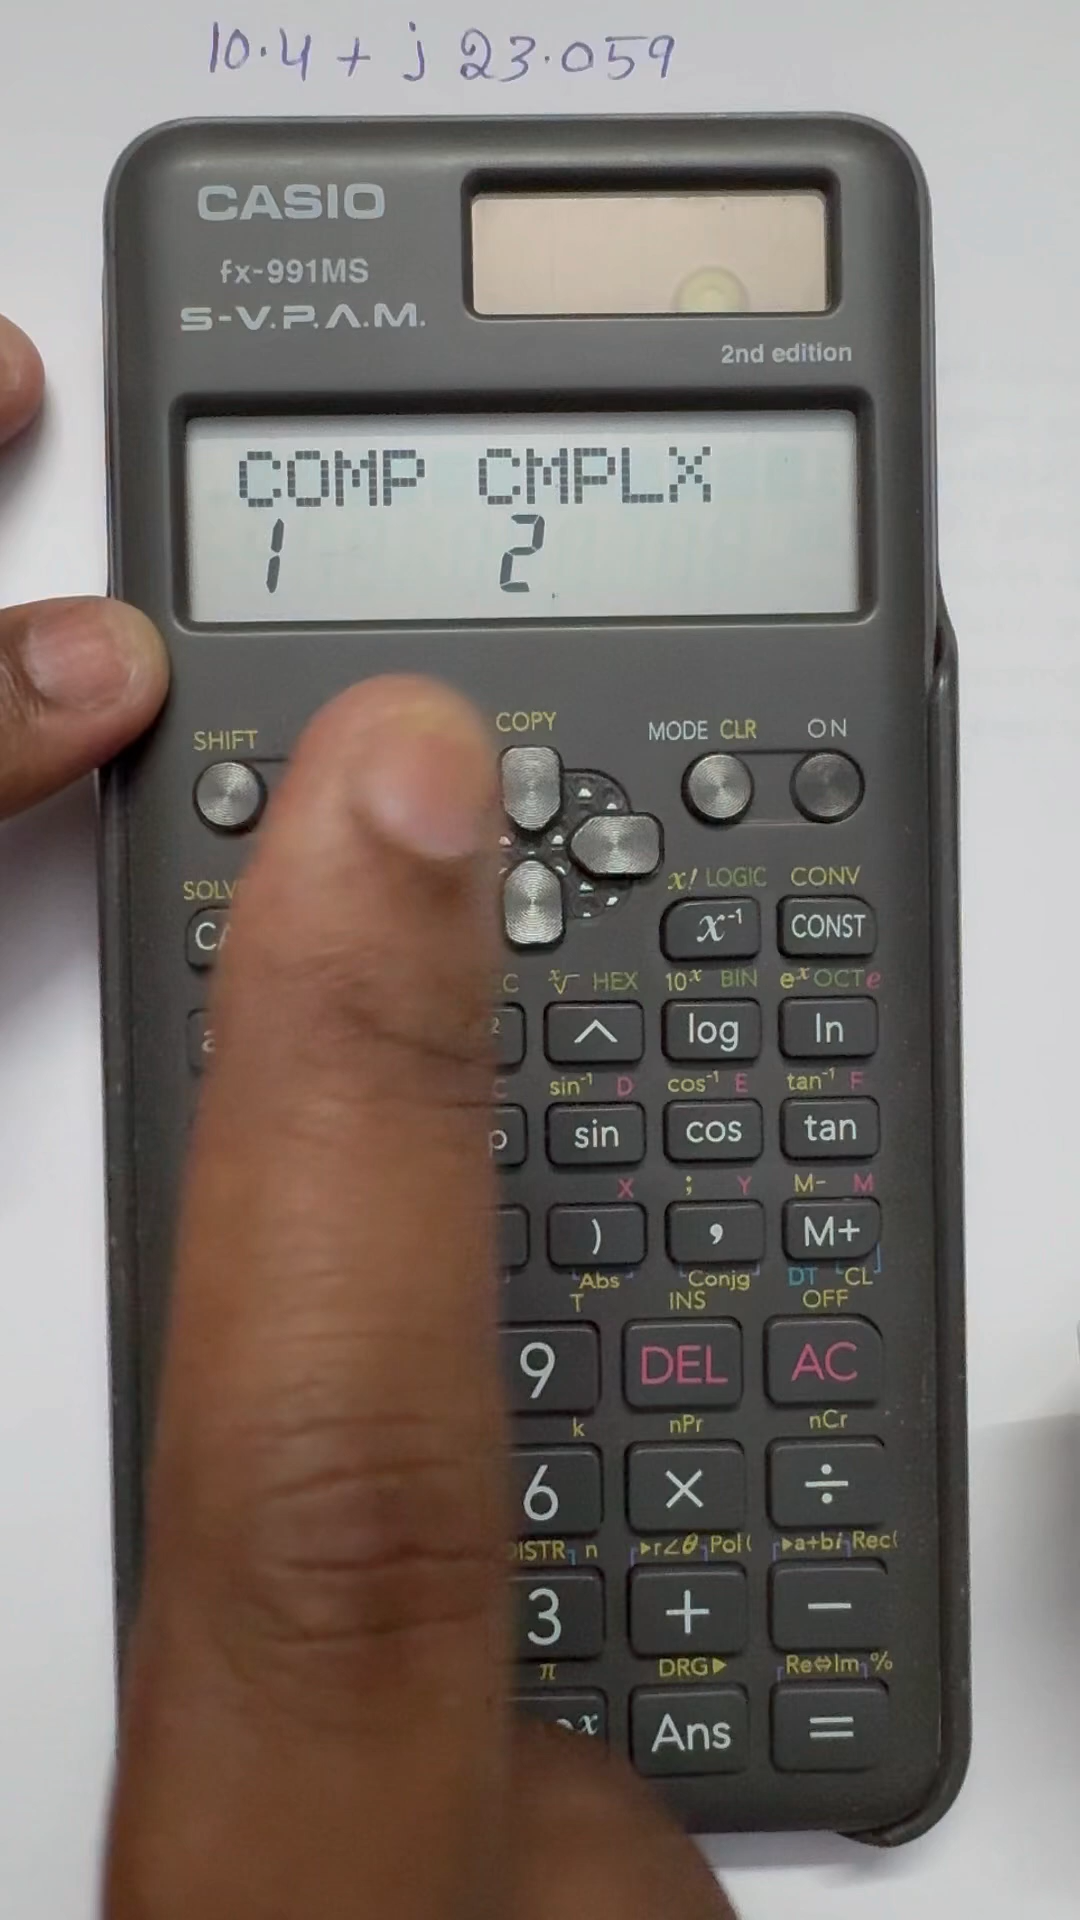 10.4 + j 23.059
CASIO
fx-991MS
S-V.P.A.M.
2nd edition
COMP CMPLX
1 2
SHIFT COPY MODE CLR ON
x! LOGIC CONV
x⁻¹ CONST
ˣ√ HEX 10ˣ BIN eˣ OCT e
^ log ln
sin⁻¹ D cos⁻¹ E tan⁻¹ F
sin cos tan
X ; Y M- M
) , M+
Abs Conjg DT CL
T INS OFF
9 DEL AC
k nPr nCr
6 × ÷
n ▶r∠θ Pol( ▶a+bi Rec(
3 + −
π DRG▶ Re⇔Im %
Ans =